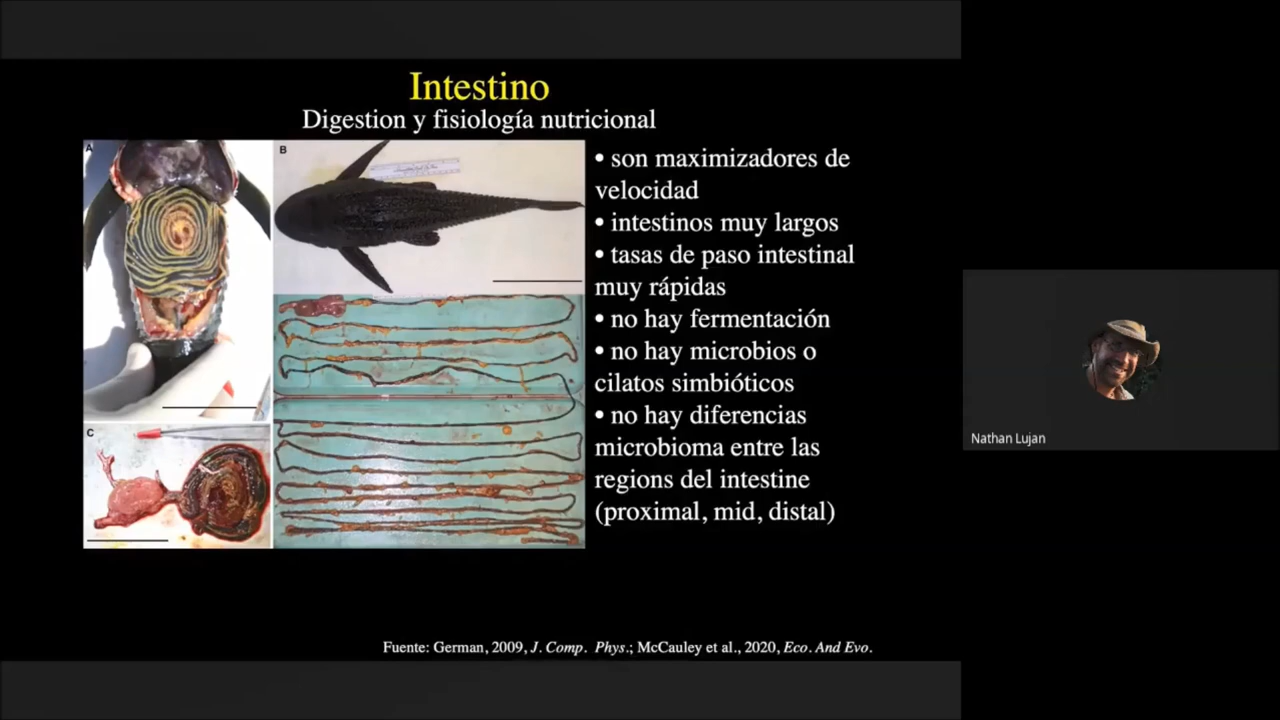 Intestino
Digestion y fisiología nutricional
A
B
C
• son maximizadores de
velocidad
• intestinos muy largos
• tasas de paso intestinal
muy rápidas
• no hay fermentación
• no hay microbios o
cilatos simbióticos
• no hay diferencias
microbioma entre las
regions del intestine
(proximal, mid, distal)
Nathan Lujan
Fuente: German, 2009, J. Comp. Phys.; McCauley et al., 2020, Eco. And Evo.